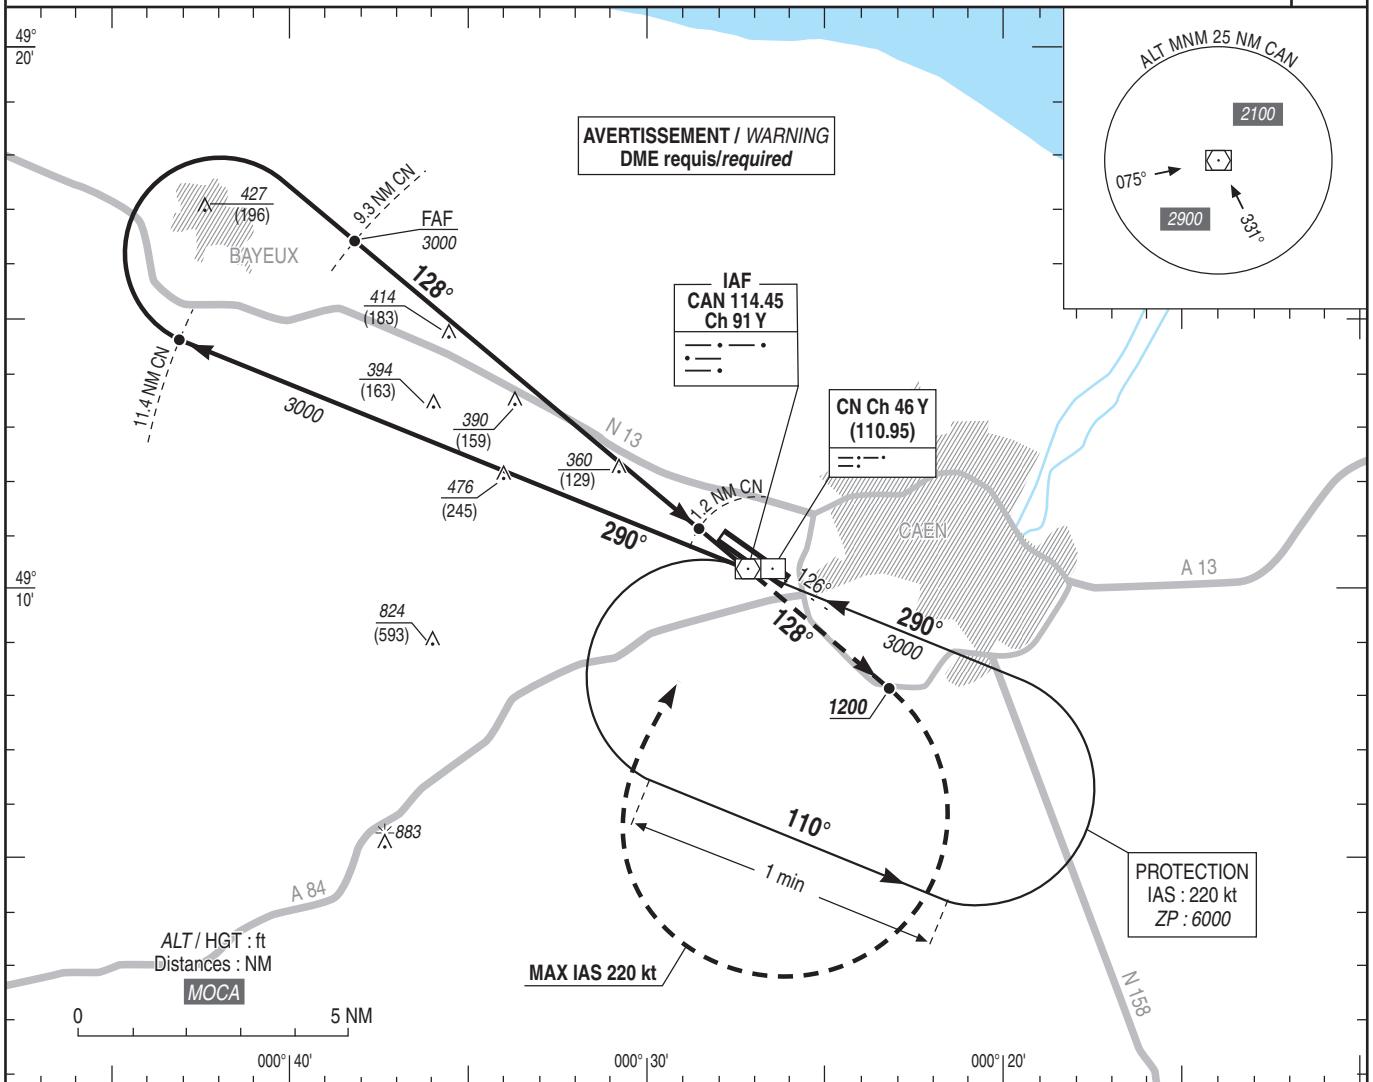 49°
20'
ALT MNM 25 NM CAN
2100
075°
2900
331°
AVERTISSEMENT / WARNING
DME requis/required
9.3 NM CN
427
(196)
FAF
3000
BAYEUX
128°
414
(183)
IAF
CAN 114.45
Ch 91 Y
11.4 NM CN
394
(163)
3000
390
(159)
N 13
CN Ch 46 Y
(110.95)
360
(129)
476
(245)
1.2 NM CN
290°
CAEN
49°
10'
126°
A 13
128°
290°
3000
824
(593)
1200
110°
883
1 min
PROTECTION
IAS : 220 kt
ZP : 6000
A 84
ALT / HGT : ft
Distances : NM
MOCA
MAX IAS 220 kt
N 158
0 5 NM
000° 40'
000° 30'
000° 20'